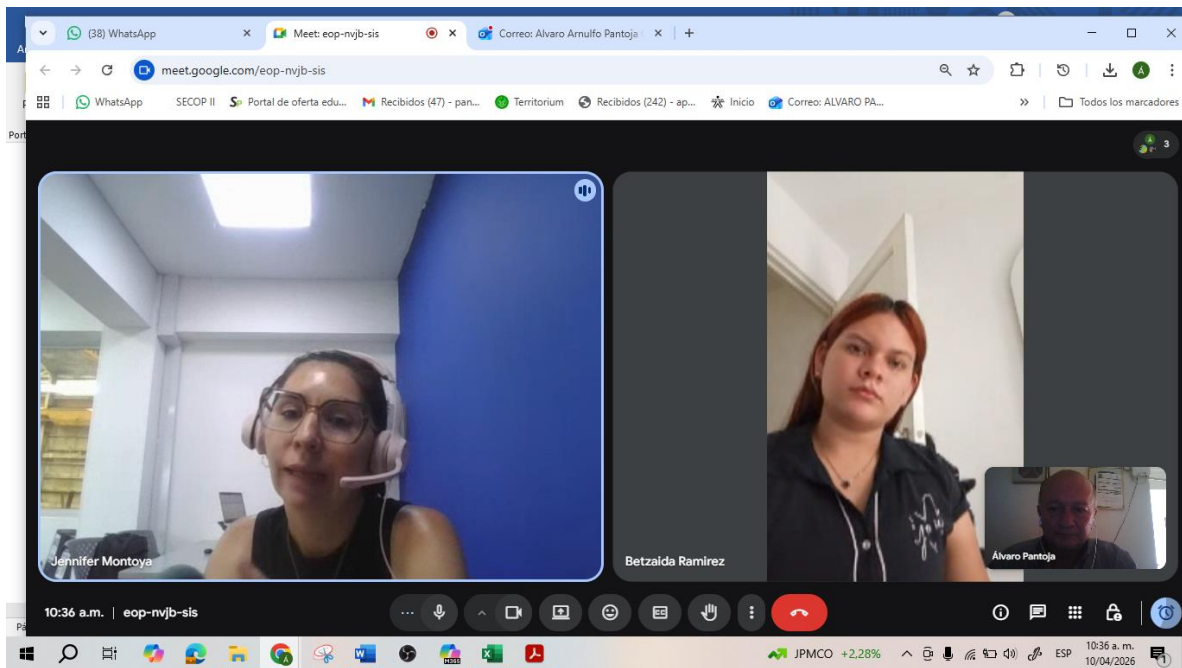 (38) WhatsApp
Meet: eop-nvjb-sis
Correo: Alvaro Arnulfo Pantoja
meet.google.com/eop-nvjb-sis
WhatsApp
SECOP II
Portal de oferta edu...
Recibidos (47) - pan...
Territorium
Recibidos (242) - ap...
Inicio
Correo: ALVARO PA...
Todos los marcadores
Port
3
Jennifer Montoya
Betzaida Ramirez
Álvaro Pantoja
10:36 a.m. | eop-nvjb-sis
JPMCO +2,28%
ESP
10:36 a. m.
10/04/2026